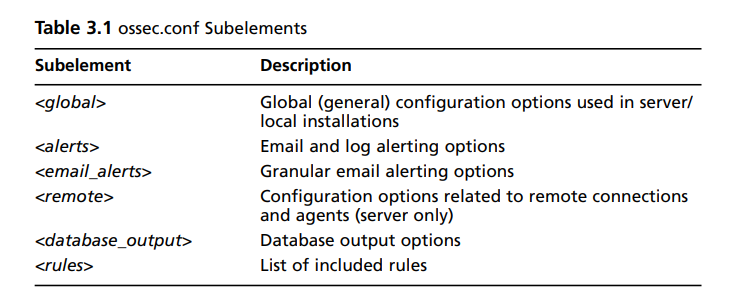 Table 3.1 ossec.conf Subelements
Subelement Description
<global> Global (general) configuration options used in server/
local installations
<alerts> Email and log alerting options
<email_alerts> Granular email alerting options
<remote> Configuration options related to remote connections
and agents (server only)
<database_output> Database output options
<rules> List of included rules